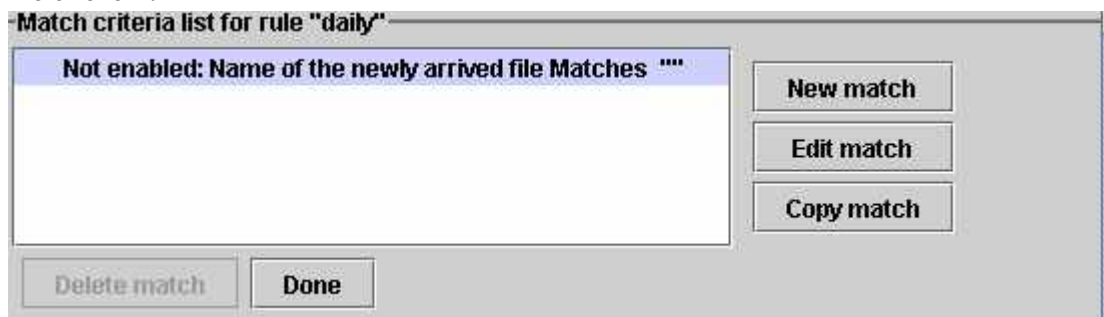 Match criteria list for rule "daily"
Not enabled: Name of the newly arrived file Matches ""
New match
Edit match
Copy match
Delete match
Done